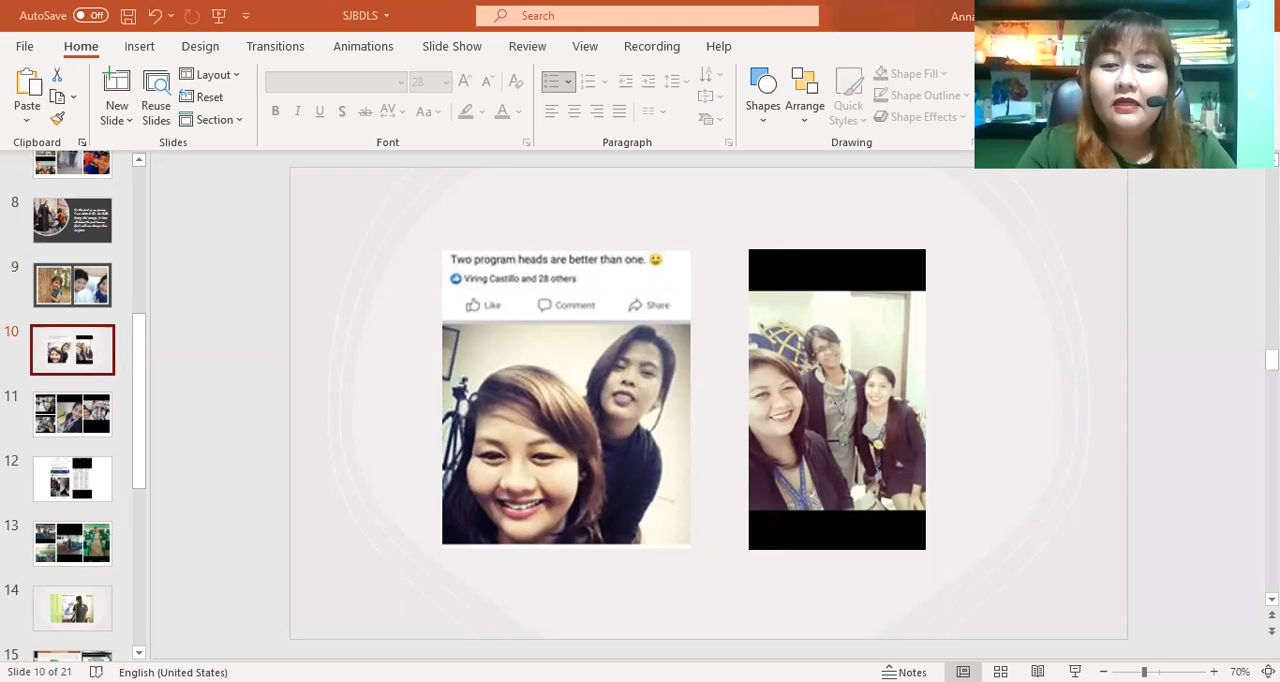 AutoSave Off SJBDLS Search Anna
File Home Insert Design Transitions Animations Slide Show Review View Recording Help
Paste New Slide Reuse Slides Layout Reset Section 28 Aa Shapes Arrange Quick Styles Shape Fill Shape Outline Shape Effects
Clipboard Slides Font Paragraph Drawing
8
9
10
11
12
13
14
15
Two program heads are better than one.
Viring Castillo and 28 others
Like Comment Share
Slide 10 of 21 English (United States) Notes 70%